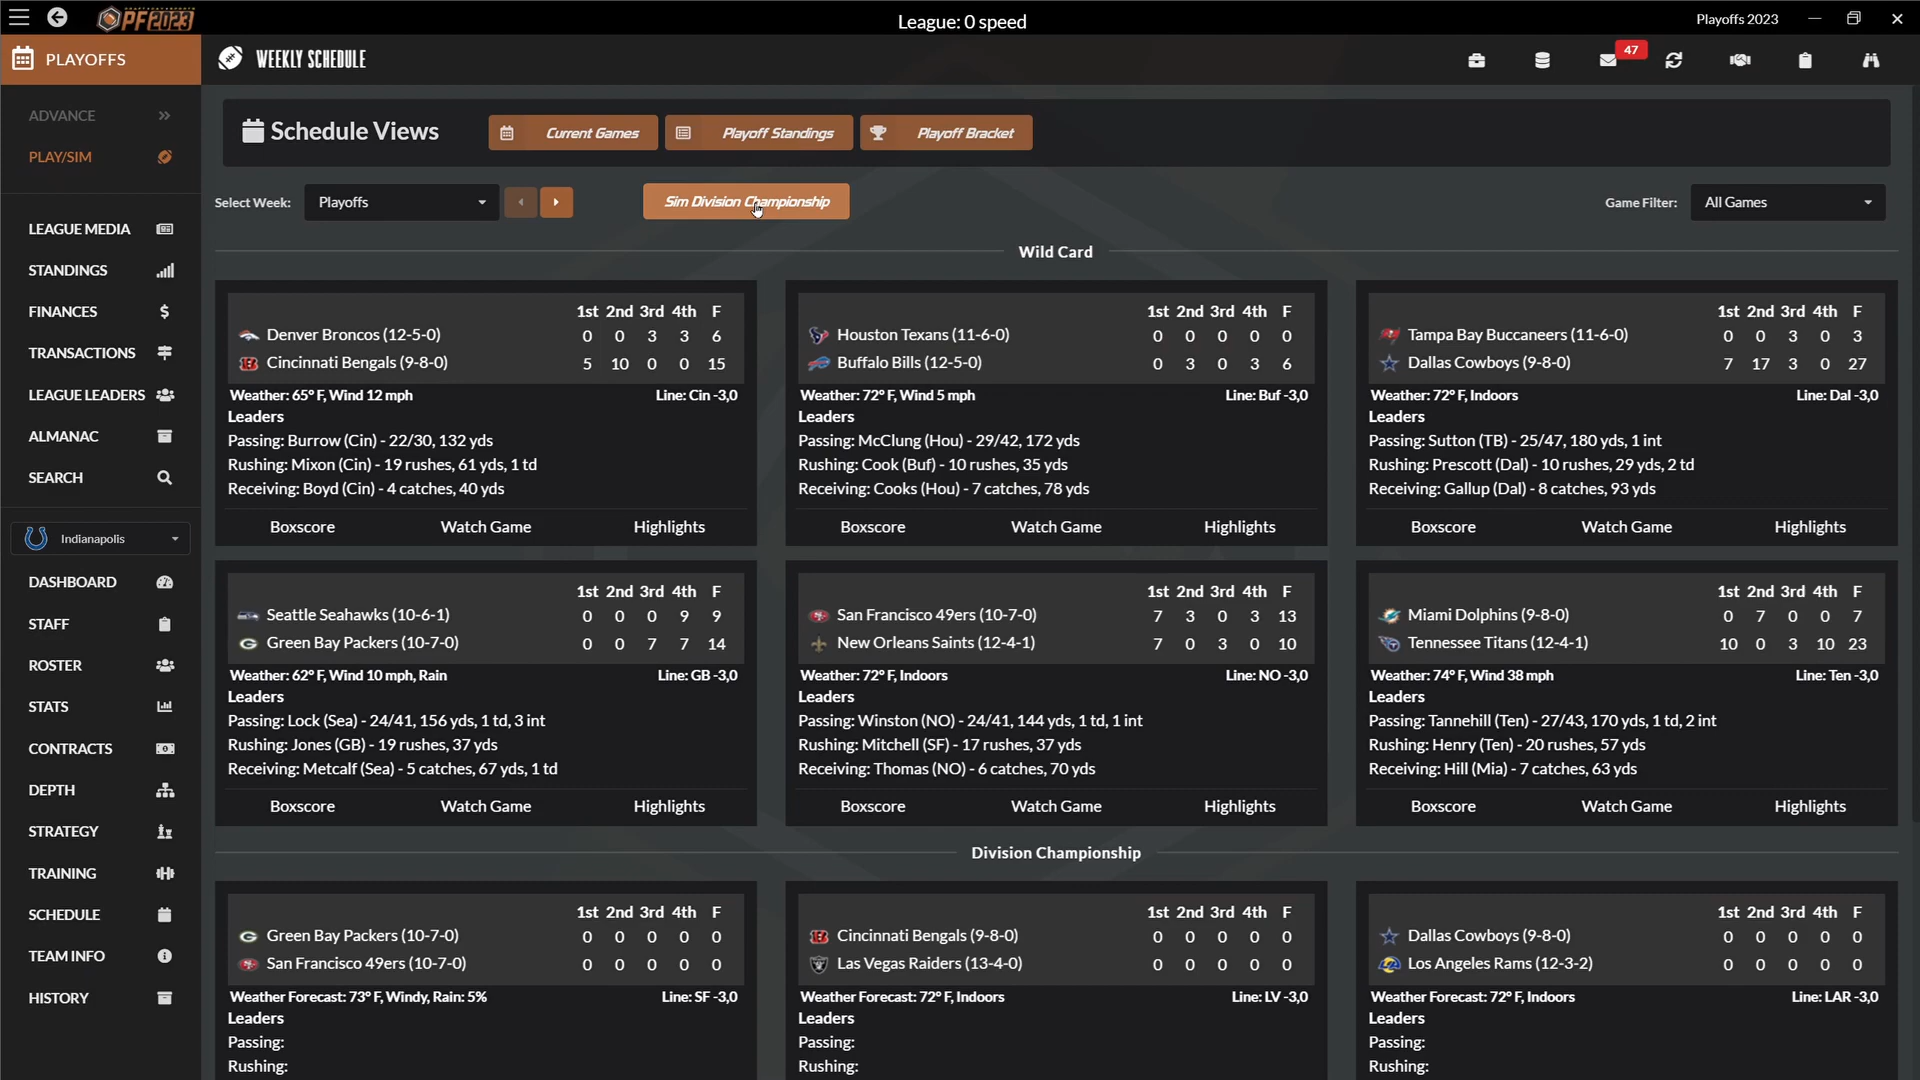 PF2023
League: 0 speed
Playoffs 2023
PLAYOFFS
WEEKLY SCHEDULE
47
ADVANCE
PLAY/SIM
LEAGUE MEDIA
STANDINGS
FINANCES
TRANSACTIONS
LEAGUE LEADERS
ALMANAC
SEARCH
Indianapolis
DASHBOARD
STAFF
ROSTER
STATS
CONTRACTS
DEPTH
STRATEGY
TRAINING
SCHEDULE
TEAM INFO
HISTORY
Schedule Views
Current Games
Playoff Standings
Playoff Bracket
Select Week: Playoffs
Sim Division Championship
Game Filter: All Games
Wild Card
1st 2nd 3rd 4th F
Denver Broncos (12-5-0) 0 0 3 3 6
Cincinnati Bengals (9-8-0) 5 10 0 0 15
Weather: 65° F, Wind 12 mph Line: Cin -3,0
Leaders
Passing: Burrow (Cin) - 22/30, 132 yds
Rushing: Mixon (Cin) - 19 rushes, 61 yds, 1 td
Receiving: Boyd (Cin) - 4 catches, 40 yds
Boxscore Watch Game Highlights
1st 2nd 3rd 4th F
Houston Texans (11-6-0) 0 0 0 0 0
Buffalo Bills (12-5-0) 0 3 0 3 6
Weather: 72° F, Wind 5 mph Line: Buf -3,0
Leaders
Passing: McClung (Hou) - 29/42, 172 yds
Rushing: Cook (Buf) - 10 rushes, 35 yds
Receiving: Cooks (Hou) - 7 catches, 78 yds
Boxscore Watch Game Highlights
1st 2nd 3rd 4th F
Tampa Bay Buccaneers (11-6-0) 0 0 3 0 3
Dallas Cowboys (9-8-0) 7 17 3 0 27
Weather: 72° F, Indoors Line: Dal -3,0
Leaders
Passing: Sutton (TB) - 25/47, 180 yds, 1 int
Rushing: Prescott (Dal) - 10 rushes, 29 yds, 2 td
Receiving: Gallup (Dal) - 8 catches, 93 yds
Boxscore Watch Game Highlights
1st 2nd 3rd 4th F
Seattle Seahawks (10-6-1) 0 0 0 9 9
Green Bay Packers (10-7-0) 0 0 7 7 14
Weather: 62° F, Wind 10 mph, Rain Line: GB -3,0
Leaders
Passing: Lock (Sea) - 24/41, 156 yds, 1 td, 3 int
Rushing: Jones (GB) - 19 rushes, 37 yds
Receiving: Metcalf (Sea) - 5 catches, 67 yds, 1 td
Boxscore Watch Game Highlights
1st 2nd 3rd 4th F
San Francisco 49ers (10-7-0) 7 3 0 3 13
New Orleans Saints (12-4-1) 7 0 3 0 10
Weather: 72° F, Indoors Line: NO -3,0
Leaders
Passing: Winston (NO) - 24/41, 144 yds, 1 td, 1 int
Rushing: Mitchell (SF) - 17 rushes, 37 yds
Receiving: Thomas (NO) - 6 catches, 70 yds
Boxscore Watch Game Highlights
1st 2nd 3rd 4th F
Miami Dolphins (9-8-0) 0 7 0 0 7
Tennessee Titans (12-4-1) 10 0 3 10 23
Weather: 74° F, Wind 38 mph Line: Ten -3,0
Leaders
Passing: Tannehill (Ten) - 27/43, 170 yds, 1 td, 2 int
Rushing: Henry (Ten) - 20 rushes, 57 yds
Receiving: Hill (Mia) - 7 catches, 63 yds
Boxscore Watch Game Highlights
Division Championship
1st 2nd 3rd 4th F
Green Bay Packers (10-7-0) 0 0 0 0 0
San Francisco 49ers (10-7-0) 0 0 0 0 0
Weather Forecast: 73° F, Windy, Rain: 5% Line: SF -3,0
Leaders
Passing:
Rushing:
1st 2nd 3rd 4th F
Cincinnati Bengals (9-8-0) 0 0 0 0 0
Las Vegas Raiders (13-4-0) 0 0 0 0 0
Weather Forecast: 72° F, Indoors Line: LV -3,0
Leaders
Passing:
Rushing:
1st 2nd 3rd 4th F
Dallas Cowboys (9-8-0) 0 0 0 0 0
Los Angeles Rams (12-3-2) 0 0 0 0 0
Weather Forecast: 72° F, Indoors Line: LAR -3,0
Leaders
Passing:
Rushing: